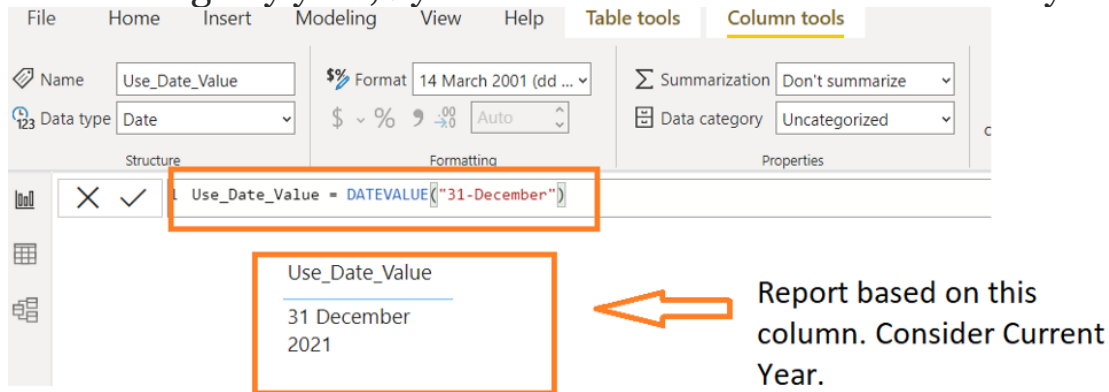 File Home Insert Modeling View Help Table tools Column tools
Name Use_Date_Value $% Format 14 March 2001 (dd ... Σ Summarization Don't summarize
Data type Date $ % 9 .00 →.0 Auto Data category Uncategorized
Structure Formatting Properties
1 Use_Date_Value = DATEVALUE("31-December")
Use_Date_Value
31 December
2021
Report based on this
column. Consider Current
Year.